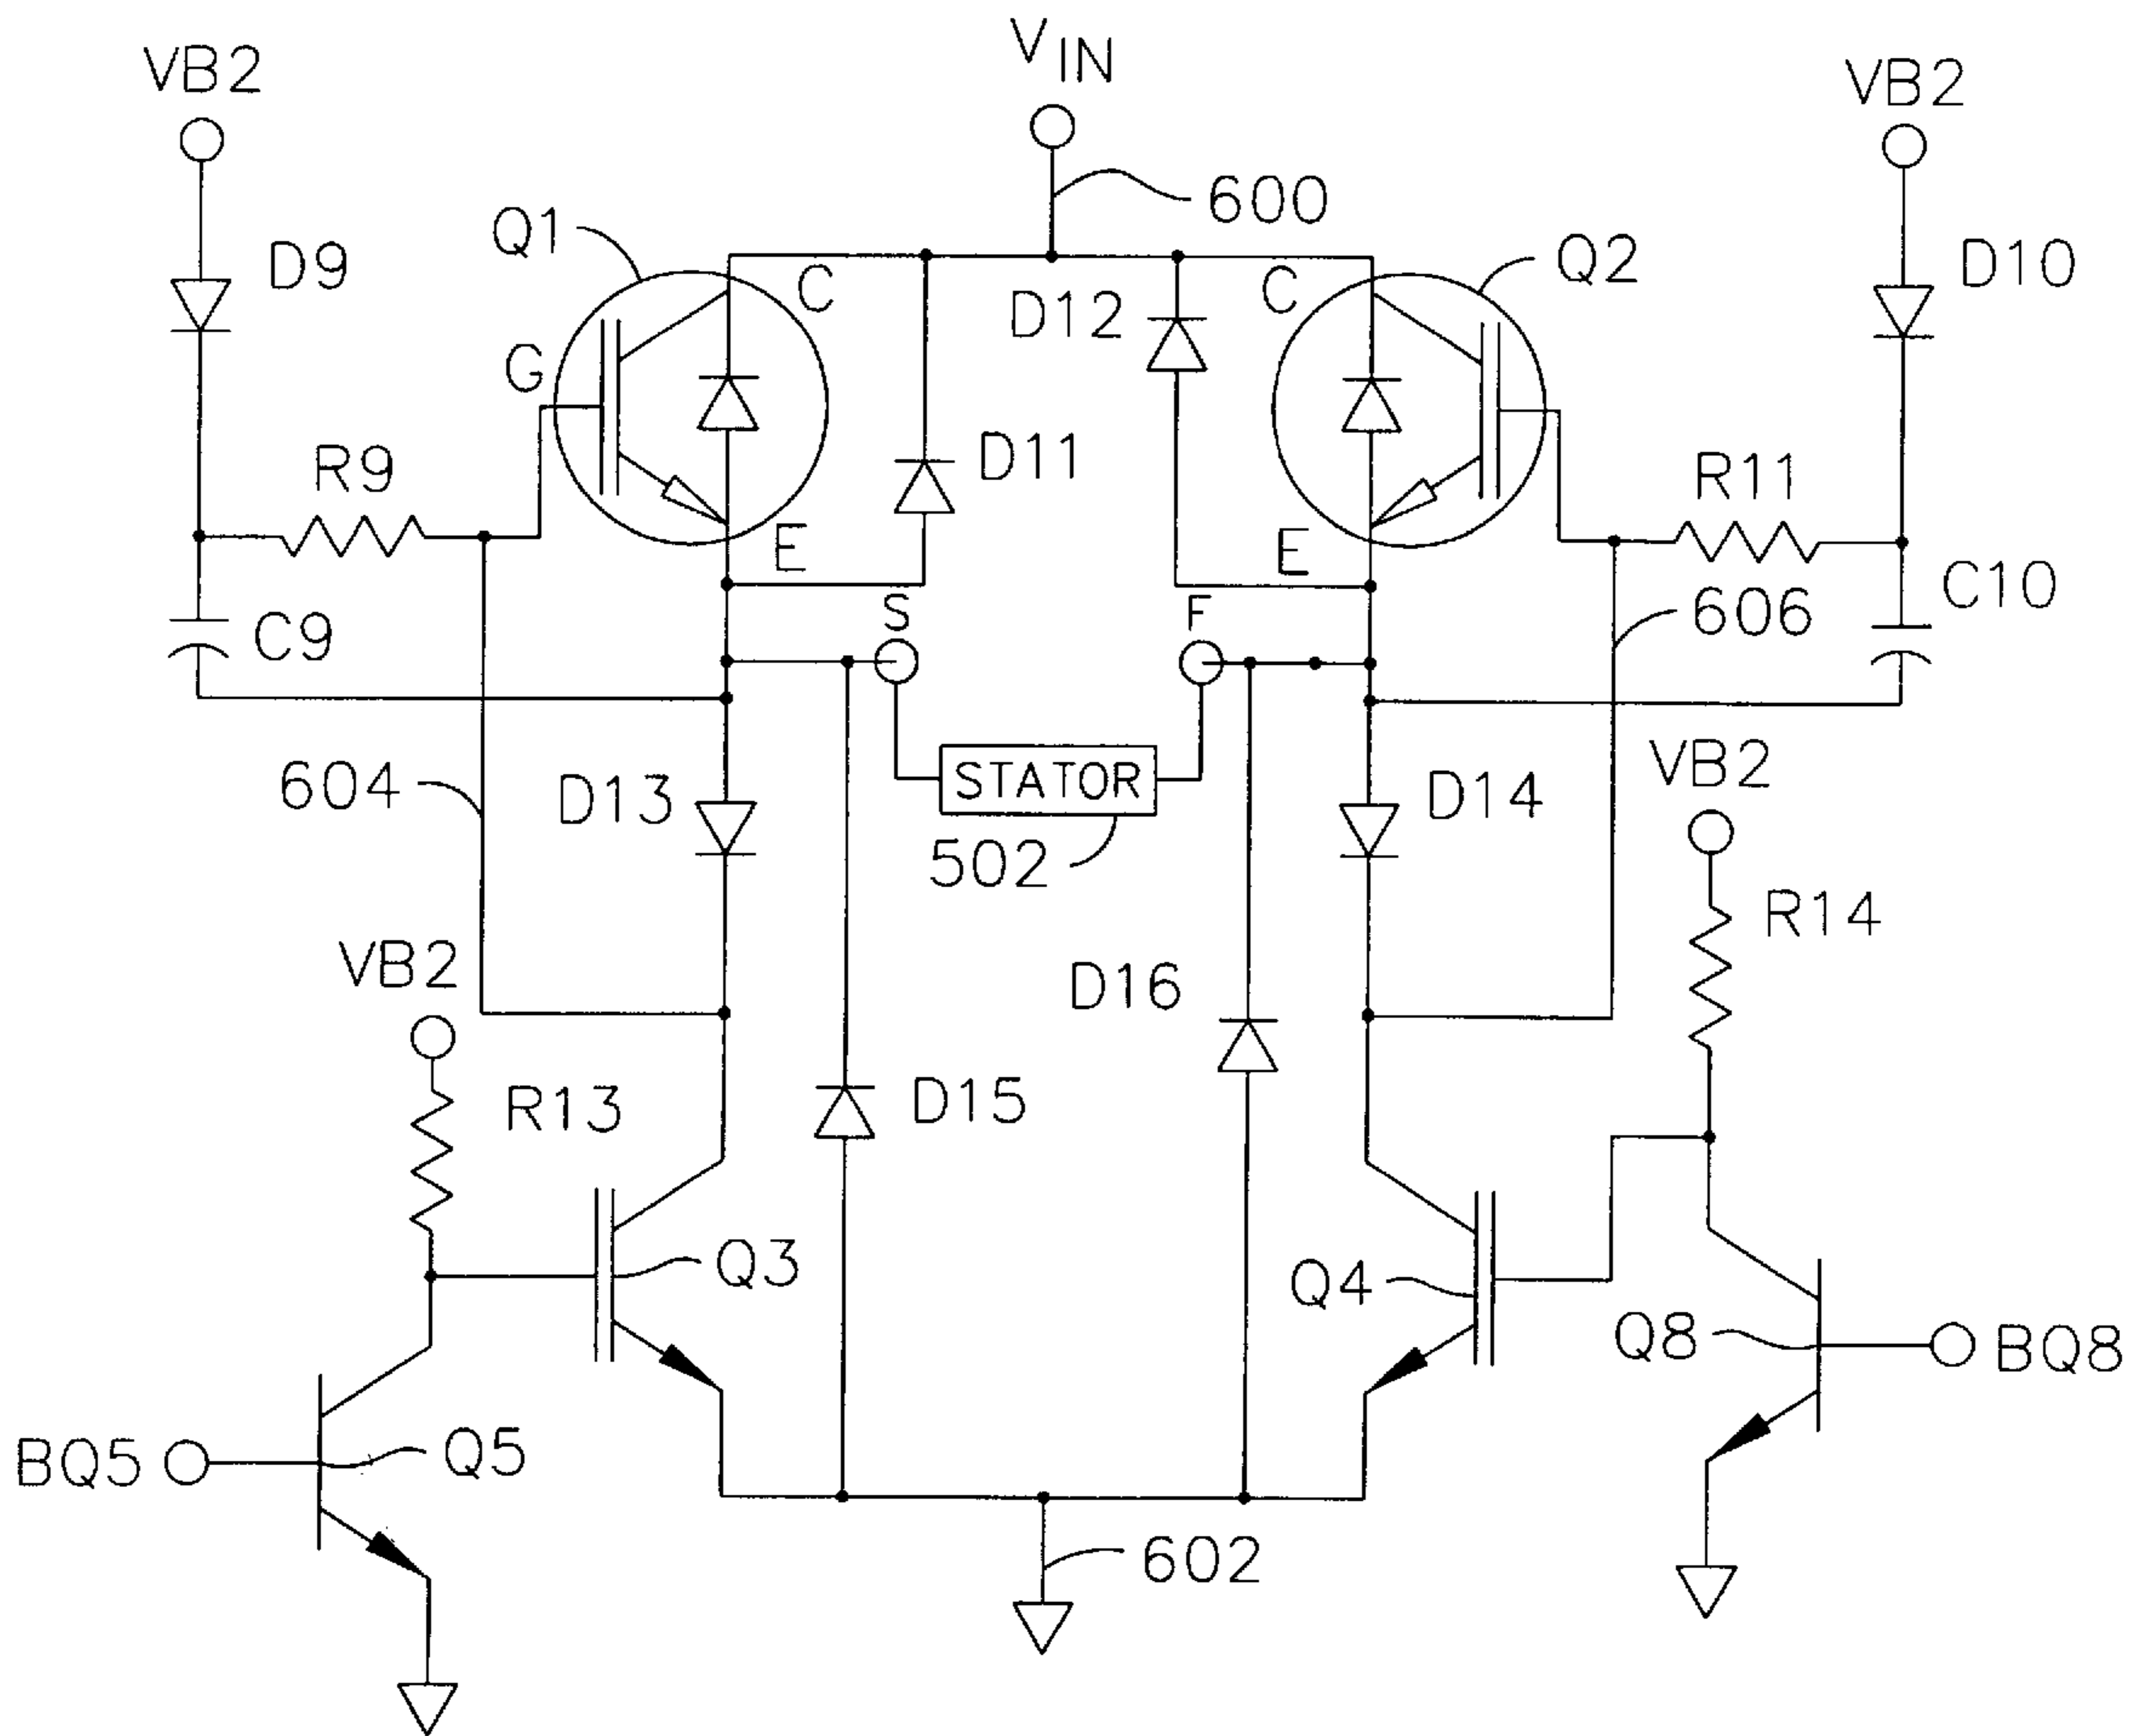 VB2
V IN
VB2
600
Q1
Q2
D9
D10
C
C
D12
G
D11
R9
R11
E
E
S
F
C10
C9
606
604
D13
STATOR
D14
VB2
502
R14
VB2
D16
R13
D15
Q3
Q4
Q8
BQ8
BQ5
Q5
602